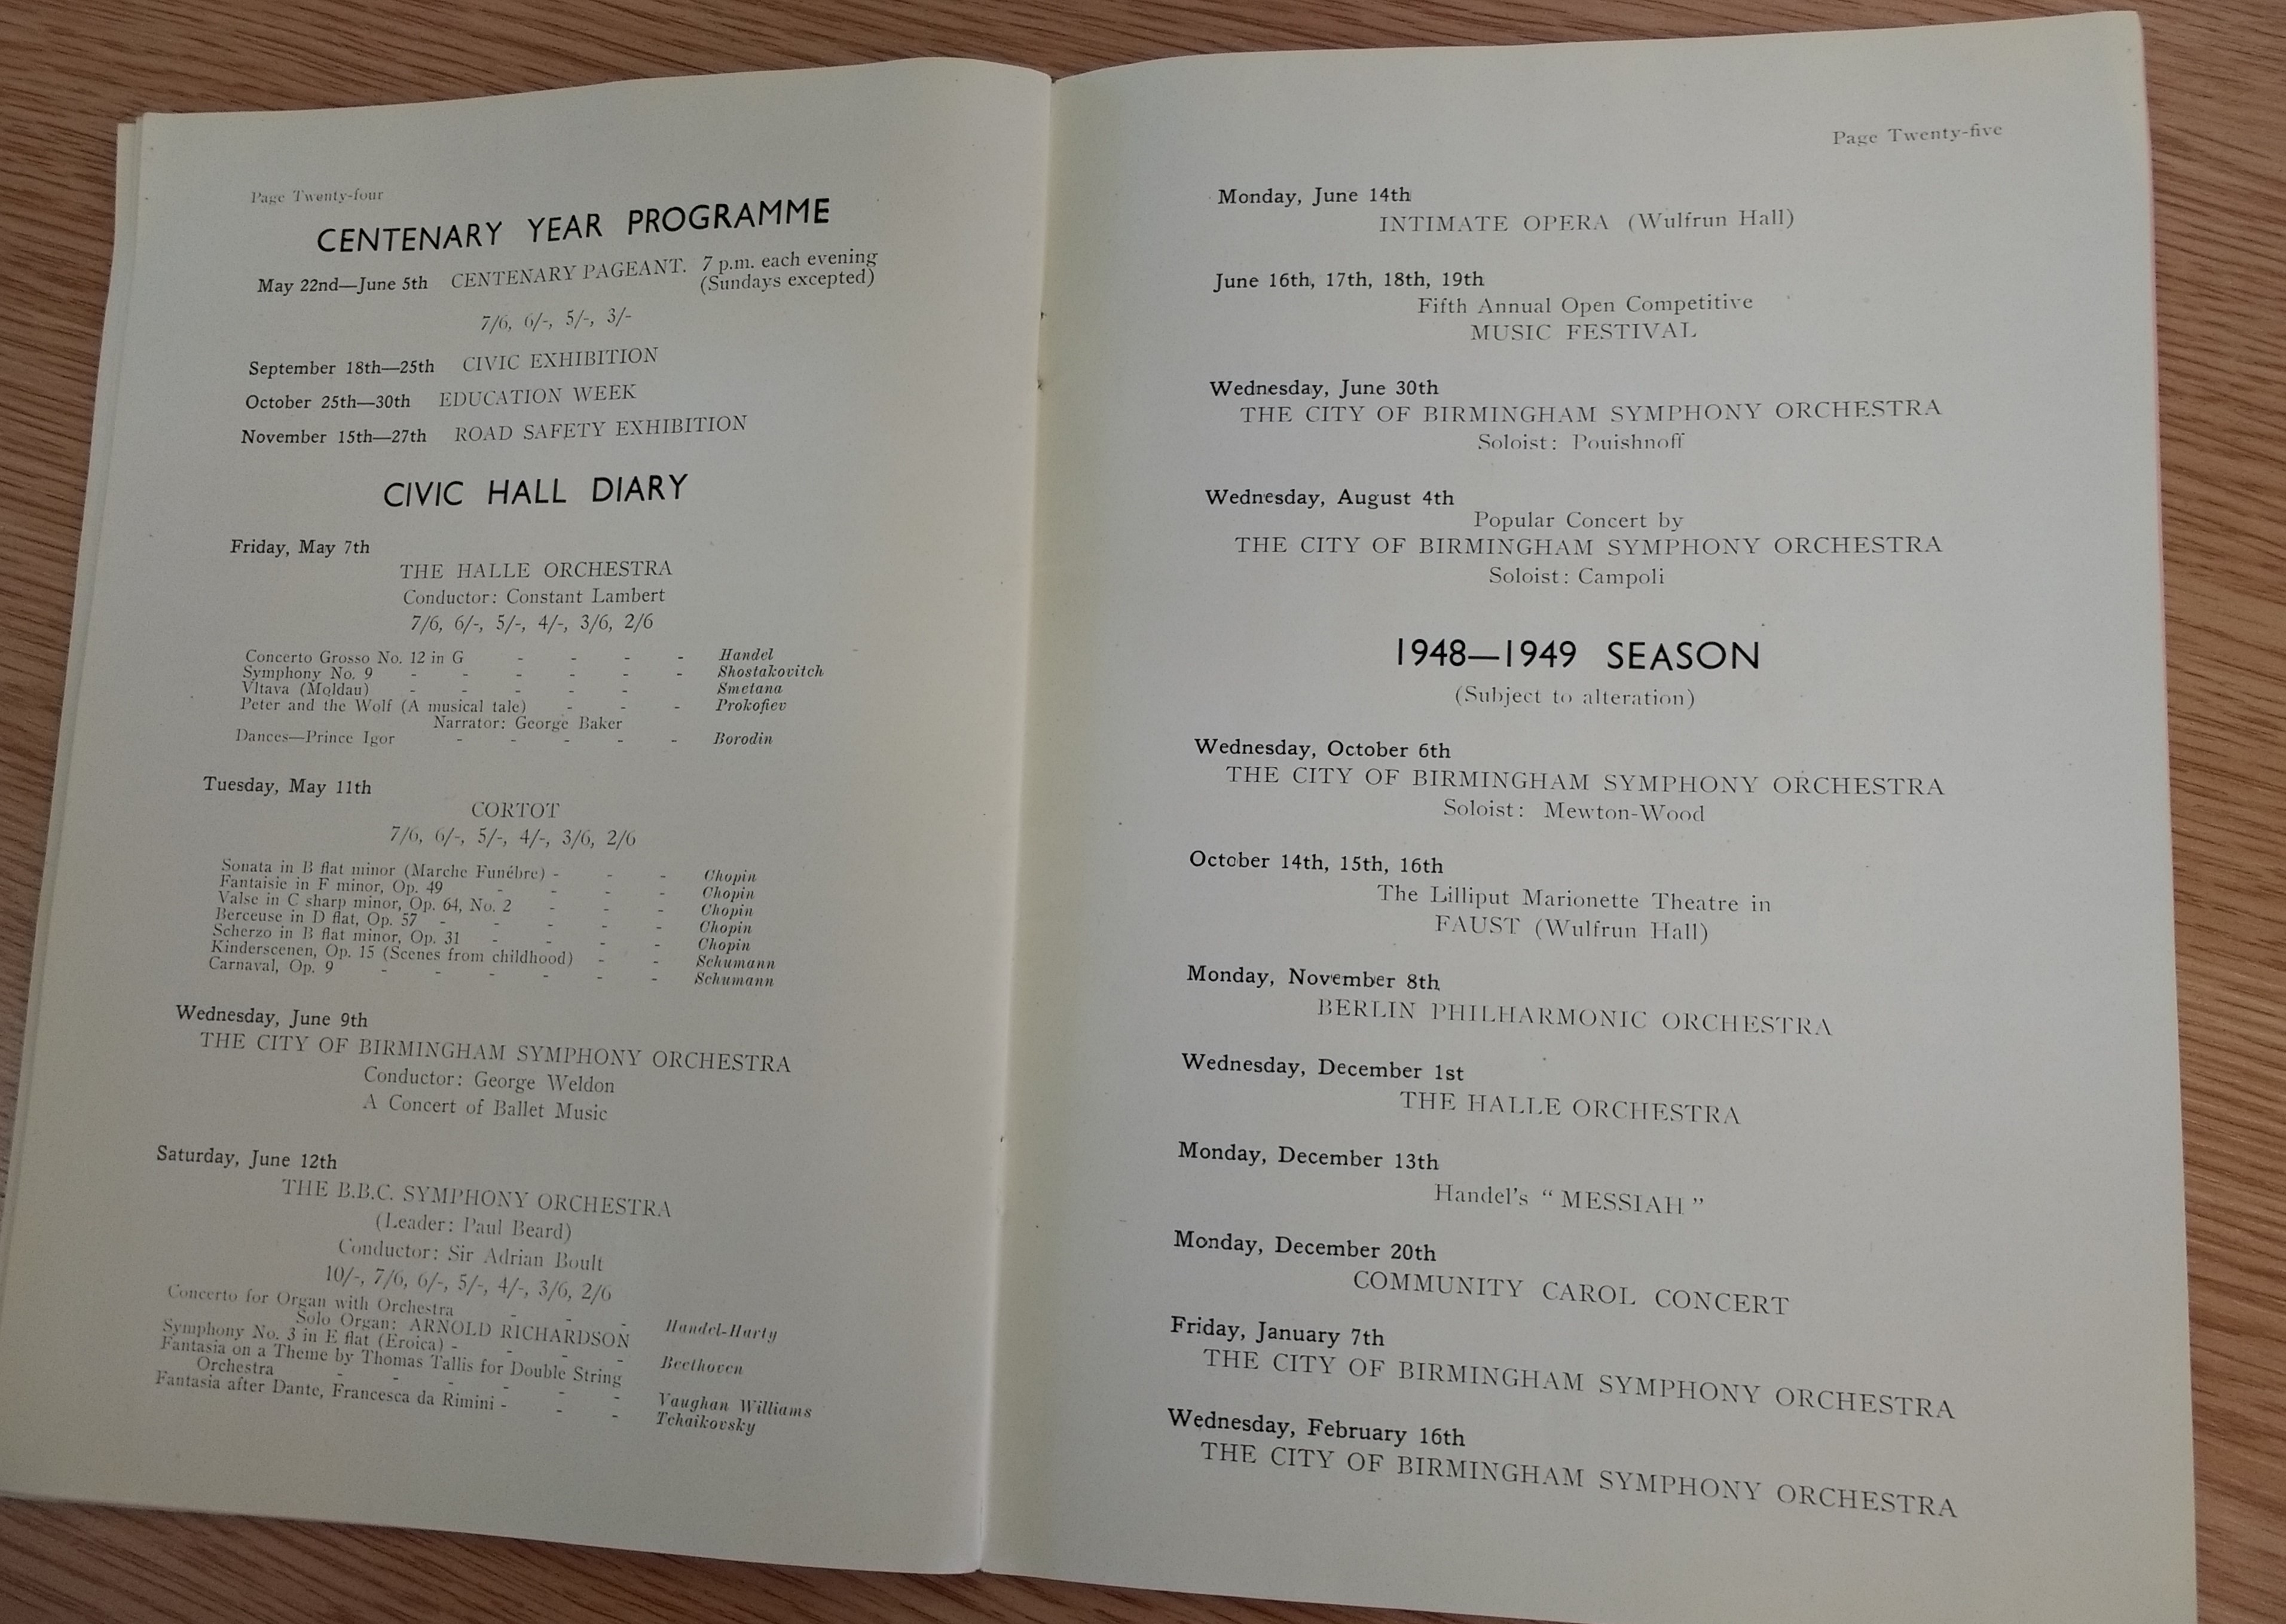 Page Twenty-four
CENTENARY YEAR PROGRAMME
May 22nd—June 5th CENTENARY PAGEANT. 7 p.m. each evening
(Sundays excepted)
7/6, 6/-, 5/-, 3/-
September 18th—25th CIVIC EXHIBITION
October 25th—30th EDUCATION WEEK
November 15th—27th ROAD SAFETY EXHIBITION
CIVIC HALL DIARY
Friday, May 7th
THE HALLE ORCHESTRA
Conductor: Constant Lambert
7/6, 6/-, 5/-, 4/-, 3/6, 2/6
Concerto Grosso No. 12 in G - - - - Handel
Symphony No. 9 - - - - - - Shostakovitch
Vltava (Moldau) - - - - - Smetana
Peter and the Wolf (A musical tale) - - - Prokofiev
Narrator: George Baker
Dances—Prince Igor - - - - - Borodin
Tuesday, May 11th
CORTOT
7/6, 6/-, 5/-, 4/-, 3/6, 2/6
Sonata in B flat minor (Marche Funébre) - - - Chopin
Fantaisie in F minor, Op. 49 - - - - Chopin
Valse in C sharp minor, Op. 64, No. 2 - - - Chopin
Berceuse in D flat, Op. 57 - - - - - Chopin
Scherzo in B flat minor, Op. 31 - - - - Chopin
Kinderscenen, Op. 15 (Scenes from childhood) - - Schumann
Carnaval, Op. 9 - - - - - - Schumann
Wednesday, June 9th
THE CITY OF BIRMINGHAM SYMPHONY ORCHESTRA
Conductor: George Weldon
A Concert of Ballet Music
Saturday, June 12th
THE B.B.C. SYMPHONY ORCHESTRA
(Leader: Paul Beard)
Conductor: Sir Adrian Boult
10/-, 7/6, 6/-, 5/-, 4/-, 3/6, 2/6
Concerto for Organ with Orchestra - - - Handel-Harty
Solo Organ: ARNOLD RICHARDSON
Symphony No. 3 in E flat (Eroica) - - - - Beethoven
Fantasia on a Theme by Thomas Tallis for Double String
Orchestra - - - - - - Vaughan Williams
Fantasia after Dante, Francesca da Rimini - - - Tchaikovsky
Page Twenty-five
Monday, June 14th
INTIMATE OPERA (Wulfrun Hall)
June 16th, 17th, 18th, 19th
Fifth Annual Open Competitive
MUSIC FESTIVAL
Wednesday, June 30th
THE CITY OF BIRMINGHAM SYMPHONY ORCHESTRA
Soloist: Pouishnoff
Wednesday, August 4th
Popular Concert by
THE CITY OF BIRMINGHAM SYMPHONY ORCHESTRA
Soloist: Campoli
1948—1949 SEASON
(Subject to alteration)
Wednesday, October 6th
THE CITY OF BIRMINGHAM SYMPHONY ORCHESTRA
Soloist: Mewton-Wood
October 14th, 15th, 16th
The Lilliput Marionette Theatre in
FAUST (Wulfrun Hall)
Monday, November 8th
BERLIN PHILHARMONIC ORCHESTRA
Wednesday, December 1st
THE HALLE ORCHESTRA
Monday, December 13th
Handel's “MESSIAH”
Monday, December 20th
COMMUNITY CAROL CONCERT
Friday, January 7th
THE CITY OF BIRMINGHAM SYMPHONY ORCHESTRA
Wednesday, February 16th
THE CITY OF BIRMINGHAM SYMPHONY ORCHESTRA